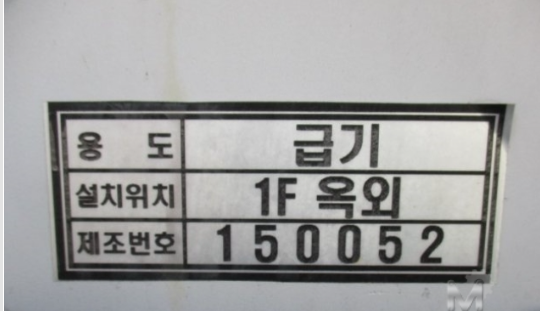 용 도 급기
설치위치 1F 옥외
제조번호 150052
M